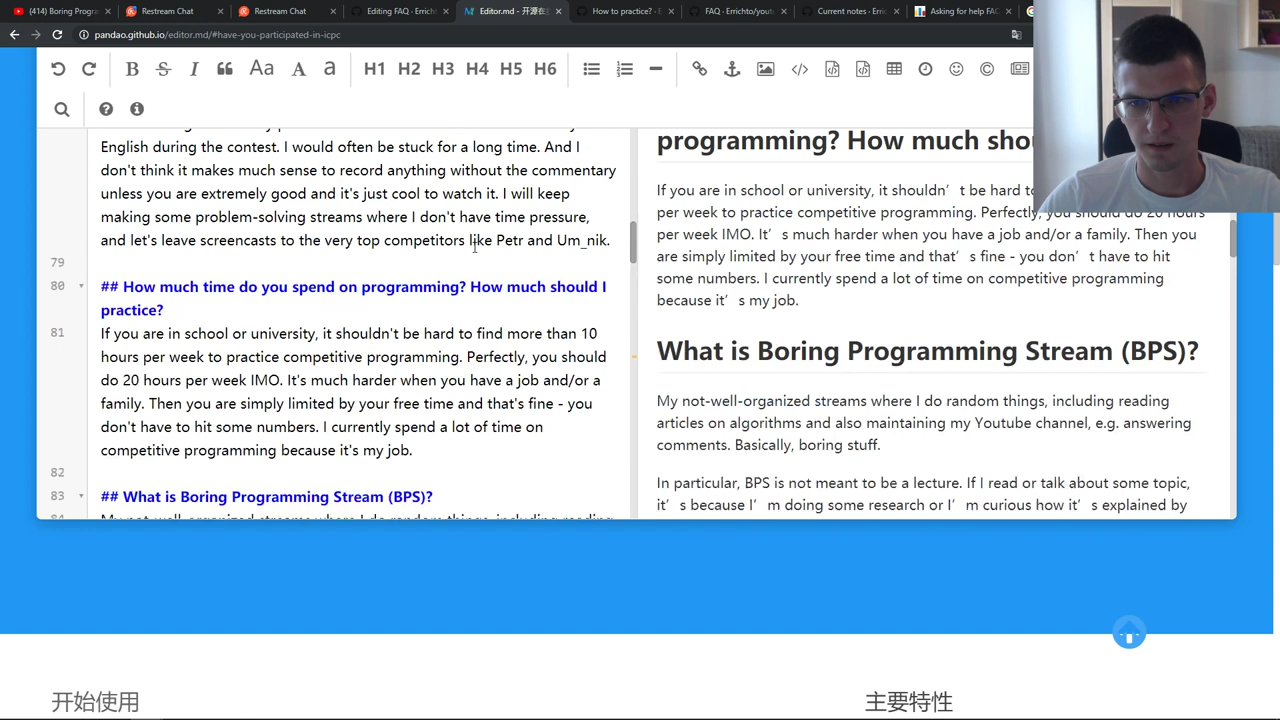 (414) Boring Progra
Restream Chat
Restream Chat
Editing FAQ · Erricht
Editor.md - 开源在
How to practice? · E
FAQ · Errichto/yout
Current notes · Erri
Asking for help FAC
pandao.github.io/editor.md/#have-you-participated-in-icpc
B S I Aa A a H1 H2 H3 H4 H5 H6
English during the contest. I would often be stuck for a long time. And I
don't think it makes much sense to record anything without the commentary
unless you are extremely good and it's just cool to watch it. I will keep
making some problem-solving streams where I don't have time pressure,
and let's leave screencasts to the very top competitors like Petr and Um_nik.
79
80 ## How much time do you spend on programming? How much should I
practice?
81 If you are in school or university, it shouldn't be hard to find more than 10
hours per week to practice competitive programming. Perfectly, you should
do 20 hours per week IMO. It's much harder when you have a job and/or a
family. Then you are simply limited by your free time and that's fine - you
don't have to hit some numbers. I currently spend a lot of time on
competitive programming because it's my job.
82
83 ## What is Boring Programming Stream (BPS)?
programming? How much shou
If you are in school or university, it shouldn't be hard to
per week to practice competitive programming. Perfectly, you should do 20 hours
per week IMO. It's much harder when you have a job and/or a family. Then you
are simply limited by your free time and that's fine - you don't have to hit
some numbers. I currently spend a lot of time on competitive programming
because it's my job.
What is Boring Programming Stream (BPS)?
My not-well-organized streams where I do random things, including reading
articles on algorithms and also maintaining my Youtube channel, e.g. answering
comments. Basically, boring stuff.
In particular, BPS is not meant to be a lecture. If I read or talk about some topic,
it's because I'm doing some research or I'm curious how it's explained by
开始使用
主要特性